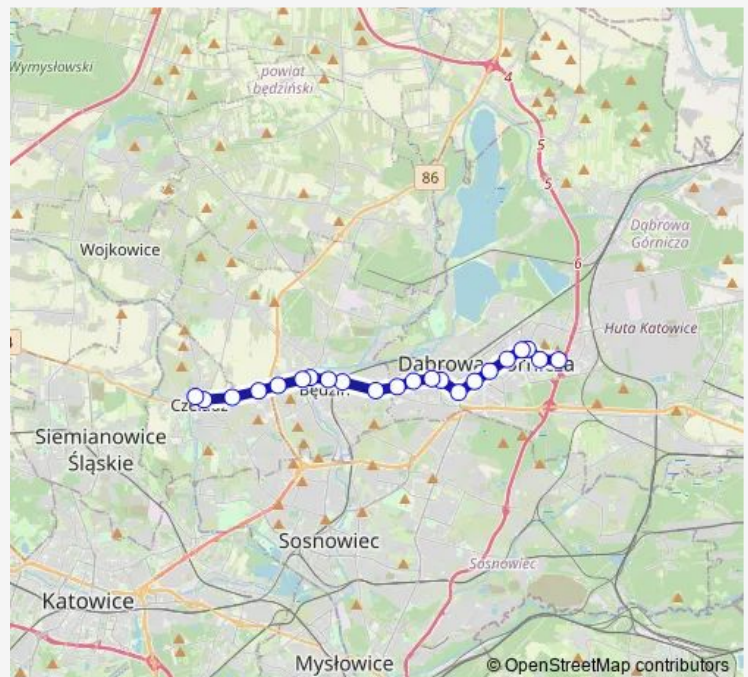 Wymysłowski
powiat
będziński
4
86
5
5
Wojkowice
6
Dąbrowa
Górnicza
Huta Katowice
Dąbrowa Górnicza
Będzin
Czeladź
Siemianowice
Śląskie
Sosnowiec
Sosnowiec
Katowice
Mysłowice
© OpenStreetMap contributors